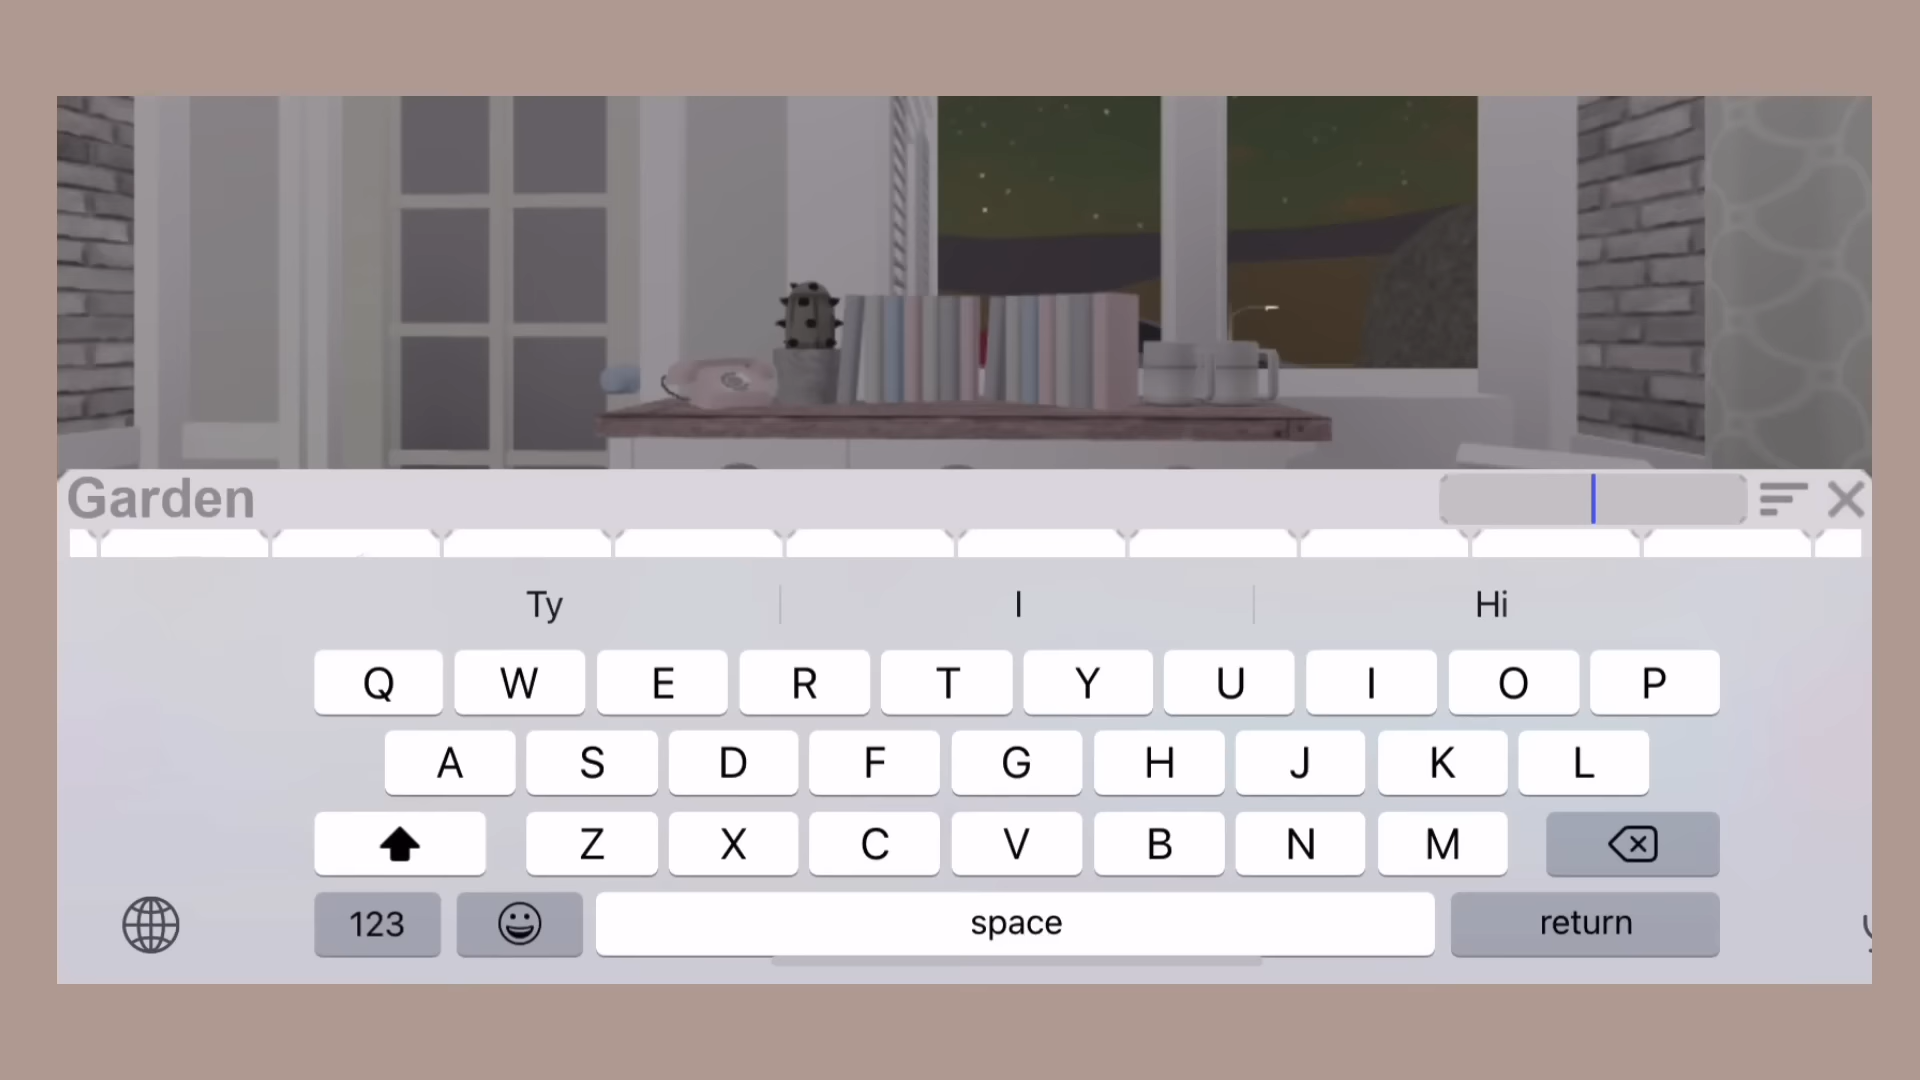 Garden
Ty I Hi
Q W E R T Y U I O P
A S D F G H J K L
Z X C V B N M
123 space return